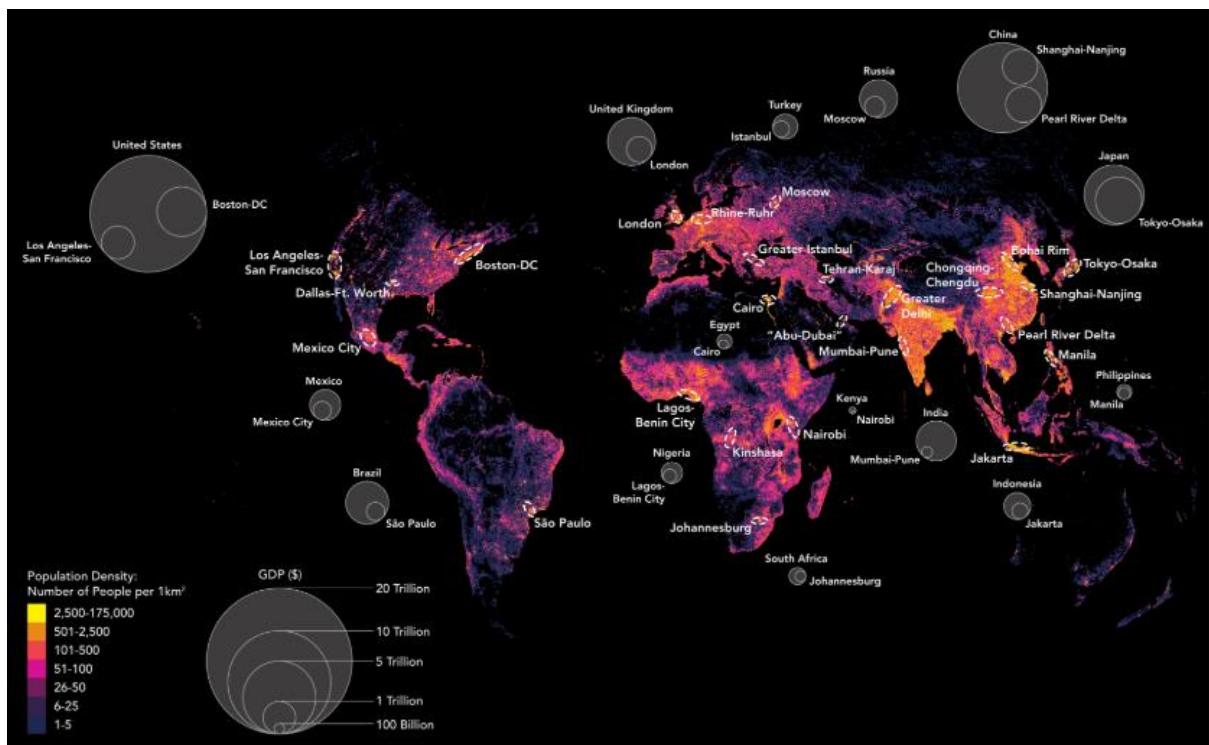 China
Shanghai-Nanjing
Pearl River Delta
Russia
Moscow
Turkey
Istanbul
United Kingdom
London
United States
Boston-DC
Los Angeles-
San Francisco
Japan
Tokyo-Osaka
Moscow
London
Rhine-Ruhr
Los Angeles-
San Francisco
Boston-DC
Dallas-Ft. Worth
Greater Istanbul
Tehran-Karaj
Bohai Rim
Chongqing-
Chengdu
Tokyo-Osaka
Shanghai-Nanjing
Greater
Delhi
Cairo
Egypt
Cairo
"Abu-Dubai"
Mumbai-Pune
Pearl River Delta
Manila
Mexico City
Mexico
Mexico City
Philippines
Manila
Kenya
Nairobi
Lagos-
Benin City
Nairobi
Kinshasa
India
Mumbai-Pune
Jakarta
Nigeria
Lagos-
Benin City
Indonesia
Jakarta
Brazil
São Paulo
São Paulo
Johannesburg
South Africa
Johannesburg
Population Density:
Number of People per 1km²
2,500-175,000
501-2,500
101-500
51-100
26-50
6-25
1-5
GDP ($)
20 Trillion
10 Trillion
5 Trillion
1 Trillion
100 Billion